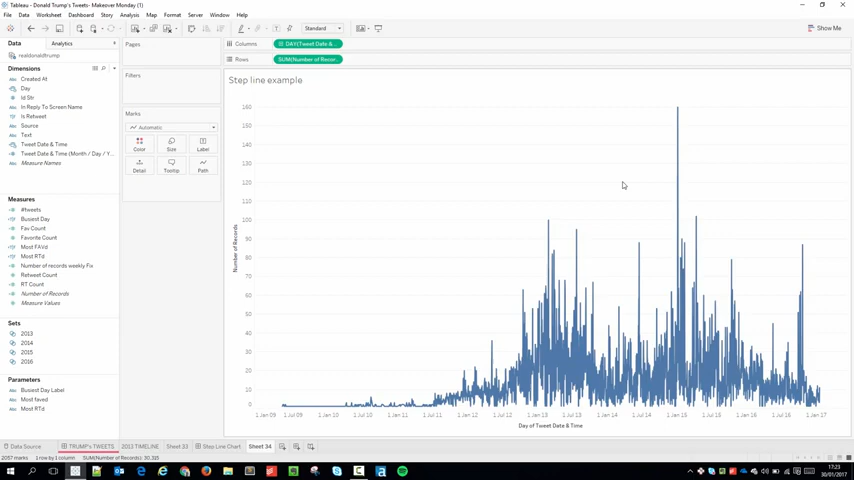 Tableau - Donald Trump's Tweets- Makeover Monday (1)
File Data Worksheet Dashboard Story Analysis Map Format Server Window Help
Standard
Show Me
Data Analytics
realdonaldtrump
Dimensions
Created At
Day
Id Str
In Reply To Screen Name
Is Retweet
Source
Text
Tweet Date & Time
Tweet Date & Time (Month / Day / Y...
Measure Names
Measures
#tweets
Busiest Day
Fav Count
Favorite Count
Most FAVd
Most RTd
Number of records weekly Fix
Retweet Count
RT Count
Number of Records
Measure Values
Sets
2013
2014
2015
2016
Parameters
Busiest Day Label
Most faved
Most RTd
Pages
Filters
Marks
Automatic
Color Size Label
Detail Tooltip Path
Columns DAY(Tweet Date &..
Rows SUM(Number of Recor..
Step line example
160
150
140
130
120
110
100
90
80
70
60
50
40
30
20
10
0
Number of Records
1 Jan 09 1 Jul 09 1 Jan 10 1 Jul 10 1 Jan 11 1 Jul 11 1 Jan 12 1 Jul 12 1 Jan 13 1 Jul 13 1 Jan 14 1 Jul 14 1 Jan 15 1 Jul 15 1 Jan 16 1 Jul 16 1 Jan 17
Day of Tweet Date & Time
Data Source TRUMP's TWEETS 2013 TIMELINE Sheet 33 Step Line Chart Sheet 34
2057 marks 1 row by 1 column SUM(Number of Records): 30,315
17:23
30/01/2017